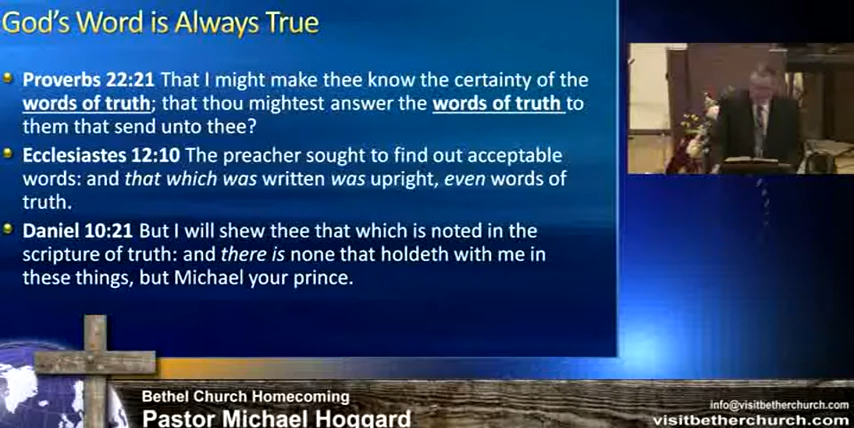 God's Word is Always True
Proverbs 22:21 That I might make thee know the certainty of the
words of truth; that thou mightest answer the words of truth to
them that send unto thee?
Ecclesiastes 12:10 The preacher sought to find out acceptable
words: and that which was written was upright, even words of
truth.
Daniel 10:21 But I will shew thee that which is noted in the
scripture of truth: and there is none that holdeth with me in
these things, but Michael your prince.
Bethel Church Homecoming
Pastor Michael Hoggard
info@visitbetherchurch.com
visitbetherchurch.com